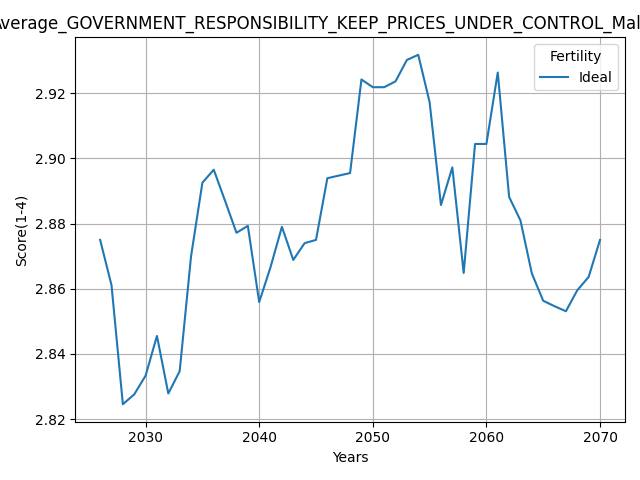 Average_GOVERNMENT_RESPONSIBILITY_KEEP_PRICES_UNDER_CONTROL_Mal
Fertility
Ideal
2.92
2.90
2.88
2.86
2.84
2.82
Score(1-4)
2030 2040 2050 2060 2070
Years